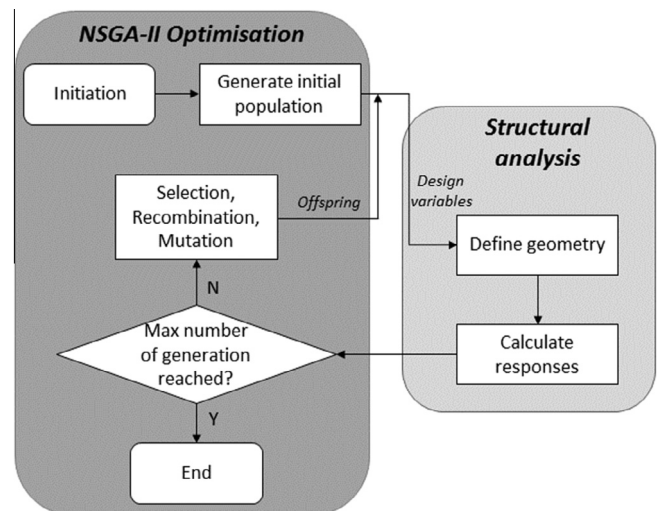 NSGA-II Optimisation
Initiation
Generate initial
population
Structural
analysis
Selection,
Recombination,
Mutation
Offspring
Design
variables
Define geometry
N
Max number
of generation
reached?
Calculate
responses
Y
End